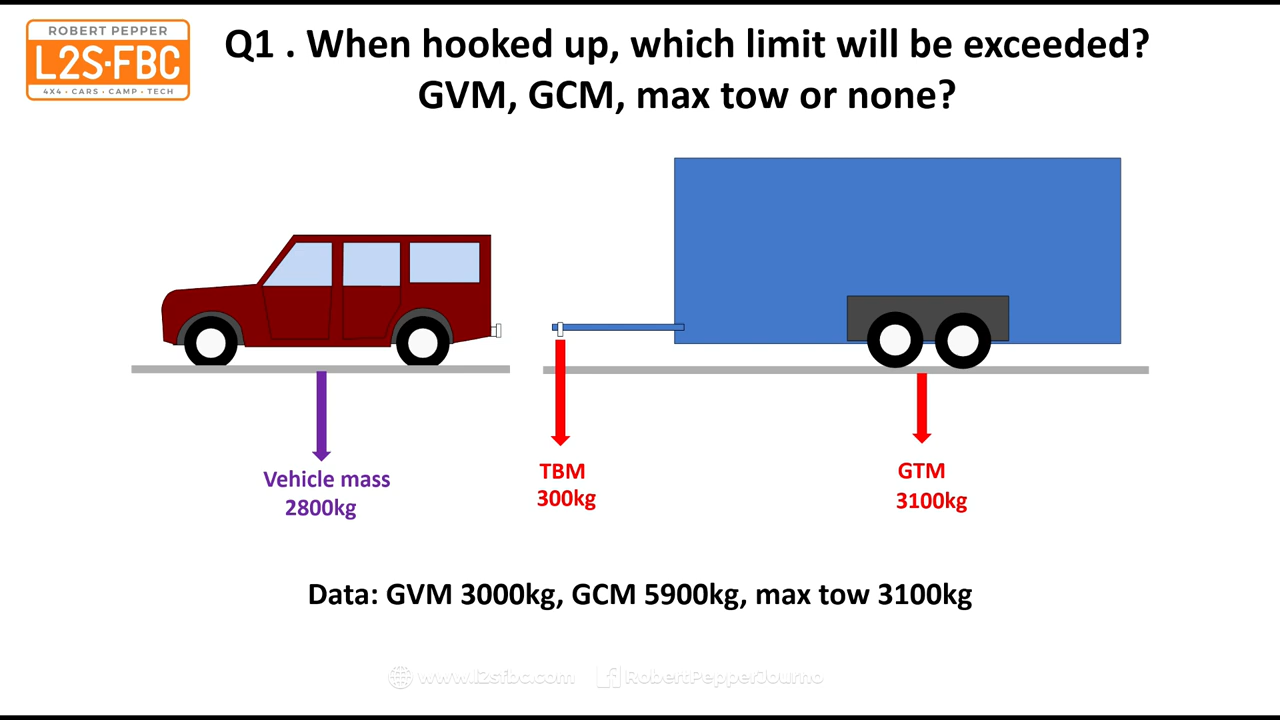 ROBERT PEPPER
L2S·FBC
4X4 · CARS · CAMP · TECH
Q1 . When hooked up, which limit will be exceeded?
GVM, GCM, max tow or none?
Vehicle mass
2800kg
TBM
300kg
GTM
3100kg
Data: GVM 3000kg, GCM 5900kg, max tow 3100kg
www.l2sfbc.com
RobertPepperJourno